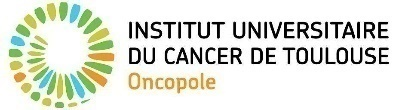 INSTITUT UNIVERSITAIRE
DU CANCER DE TOULOUSE
Oncopole